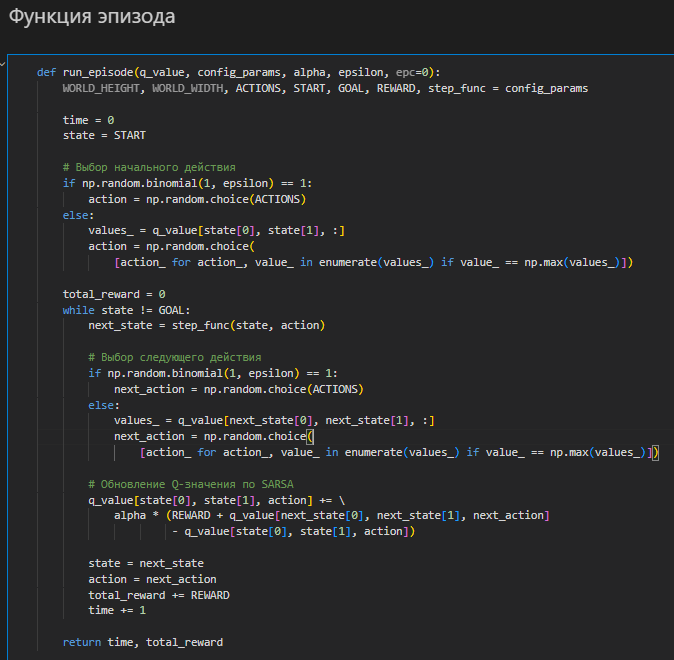 Функция эпизода
def run_episode(q_value, config_params, alpha, epsilon, epc=0):
    WORLD_HEIGHT, WORLD_WIDTH, ACTIONS, START, GOAL, REWARD, step_func = config_params
    time = 0
    state = START
    # Выбор начального действия
    if np.random.binomial(1, epsilon) == 1:
        action = np.random.choice(ACTIONS)
    else:
        values_ = q_value[state[0], state[1], :]
        action = np.random.choice(
            [action_ for action_, value_ in enumerate(values_) if value_ == np.max(values_)])
    total_reward = 0
    while state != GOAL:
        next_state = step_func(state, action)
        # Выбор следующего действия
        if np.random.binomial(1, epsilon) == 1:
            next_action = np.random.choice(ACTIONS)
        else:
            values_ = q_value[next_state[0], next_state[1], :]
            next_action = np.random.choice(
                [action_ for action_, value_ in enumerate(values_) if value_ == np.max(values_)])
        # Обновление Q-значения по SARSA
        q_value[state[0], state[1], action] += \
            alpha * (REWARD + q_value[next_state[0], next_state[1], next_action]
                     - q_value[state[0], state[1], action])
        state = next_state
        action = next_action
        total_reward += REWARD
        time += 1
    return time, total_reward